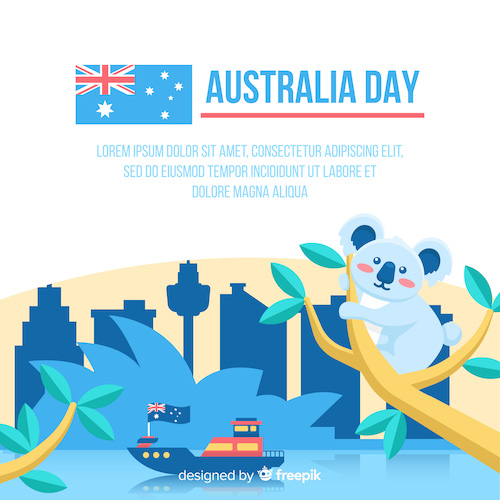 AUSTRALIA DAY
LOREM IPSUM DOLOR SIT AMET, CONSECTETUR ADIPISCING ELIT,
SED DO EIUSMOD TEMPOR INCIDIDUNT UT LABORE ET
DOLORE MAGNA ALIQUA
designed by freepik